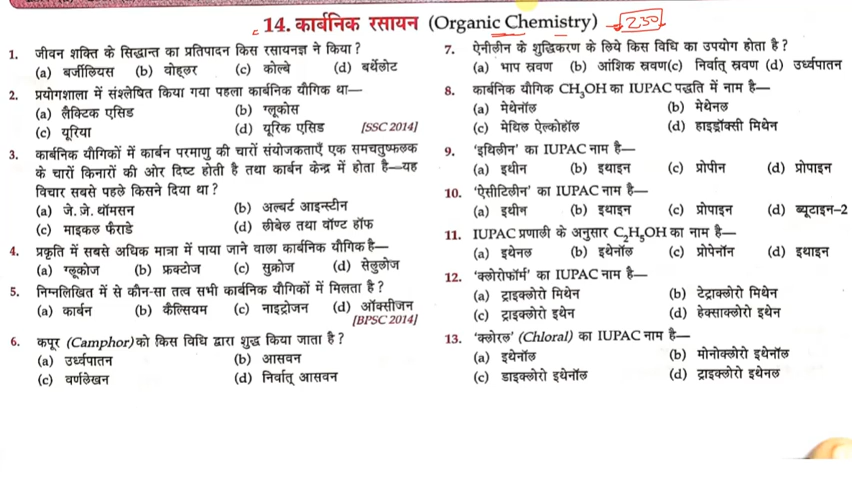 14. कार्बनिक रसायन (Organic Chemistry) → 230
1. जीवन शक्ति के सिद्धान्त का प्रतिपादन किस रसायनज्ञ ने किया?
(a) बर्जीलियस (b) वोहलर (c) कोल्बे (d) बर्थेलोट
2. प्रयोगशाला में संश्लेषित किया गया पहला कार्बनिक यौगिक था—
(a) लैक्टिक एसिड (b) ग्लूकोस
(c) यूरिया (d) यूरिक एसिड [SSC 2014]
3. कार्बनिक यौगिकों में कार्बन परमाणु की चारों संयोजकताएँ एक समचतुष्फलक
के चारों किनारों की ओर दिष्ट होती है तथा कार्बन केन्द्र में होता है—यह
विचार सबसे पहले किसने दिया था?
(a) जे. जे. थॉमसन (b) अल्बर्ट आइन्स्टीन
(c) माइकल फैराडे (d) लीबेल तथा वॉण्ट हॉफ
4. प्रकृति में सबसे अधिक मात्रा में पाया जाने वाला कार्बनिक यौगिक है—
(a) ग्लूकोज (b) फ्रक्टोज (c) सुक्रोज (d) सेलुलोज
5. निम्नलिखित में से कौन-सा तत्व सभी कार्बनिक यौगिकों में मिलता है?
(a) कार्बन (b) कैल्सियम (c) नाइट्रोजन (d) ऑक्सीजन
[BPSC 2014]
6. कपूर (Camphor) को किस विधि द्वारा शुद्ध किया जाता है?
(a) उर्ध्वपातन (b) आसवन
(c) वर्णलेखन (d) निर्वात् आसवन
7. ऐनीलीन के शुद्धिकरण के लिये किस विधि का उपयोग होता है?
(a) भाप स्रवण (b) आंशिक स्रवण(c) निर्वात् स्रवण (d) उर्ध्वपातन
8. कार्बनिक यौगिक CH₃OH का IUPAC पद्धति में नाम है—
(a) मेथेनॉल (b) मेथेनल
(c) मेथिल ऐल्कोहॉल (d) हाइड्रॉक्सी मिथेन
9. ‘इथिलीन’ का IUPAC नाम है—
(a) इथीन (b) इथाइन (c) प्रोपीन (d) प्रोपाइन
10. ‘ऐसीटिलीन’ का IUPAC नाम है—
(a) इथीन (b) इथाइन (c) प्रोपाइन (d) ब्यूटाइन–2
11. IUPAC प्रणाली के अनुसार C₂H₅OH का नाम है—
(a) इथेनल (b) इथेनॉल (c) प्रोपेनॉन (d) इथाइन
12. ‘क्लोरोफॉर्म’ का IUPAC नाम है—
(a) ट्राइक्लोरो मिथेन (b) टेट्राक्लोरो मिथेन
(c) ट्राइक्लोरो इथेन (d) हेक्साक्लोरो इथेन
13. ‘क्लोरल’ (Chloral) का IUPAC नाम है—
(a) इथेनॉल (b) मोनोक्लोरो इथेनॉल
(c) डाइक्लोरो इथेनॉल (d) ट्राइक्लोरो इथेनल